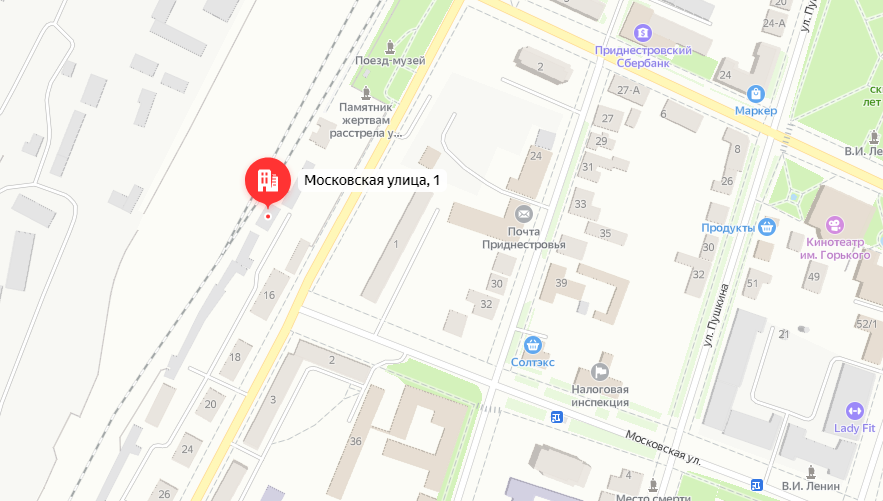 ул. Пушкина
24-А
Приднестровский
Сбербанк
Поезд-музей
2
24
27-А
Маркер
ск
лет
Памятник
жертвам
расстрела у...
27
6
29
В.И. Ле
8
24
31
Московская улица, 1
33
Почта
Приднестровья
35
Продукты
Кинотеатр
им. Горького
1
30
30
32
39
32
51
49
16
ул. Пушкина
52/1
21
2
18
Солтэкс
Налоговая
инспекция
3
20
Lady Fit
36
24
Московская ул.
26
Место смерти
В.И. Ленин